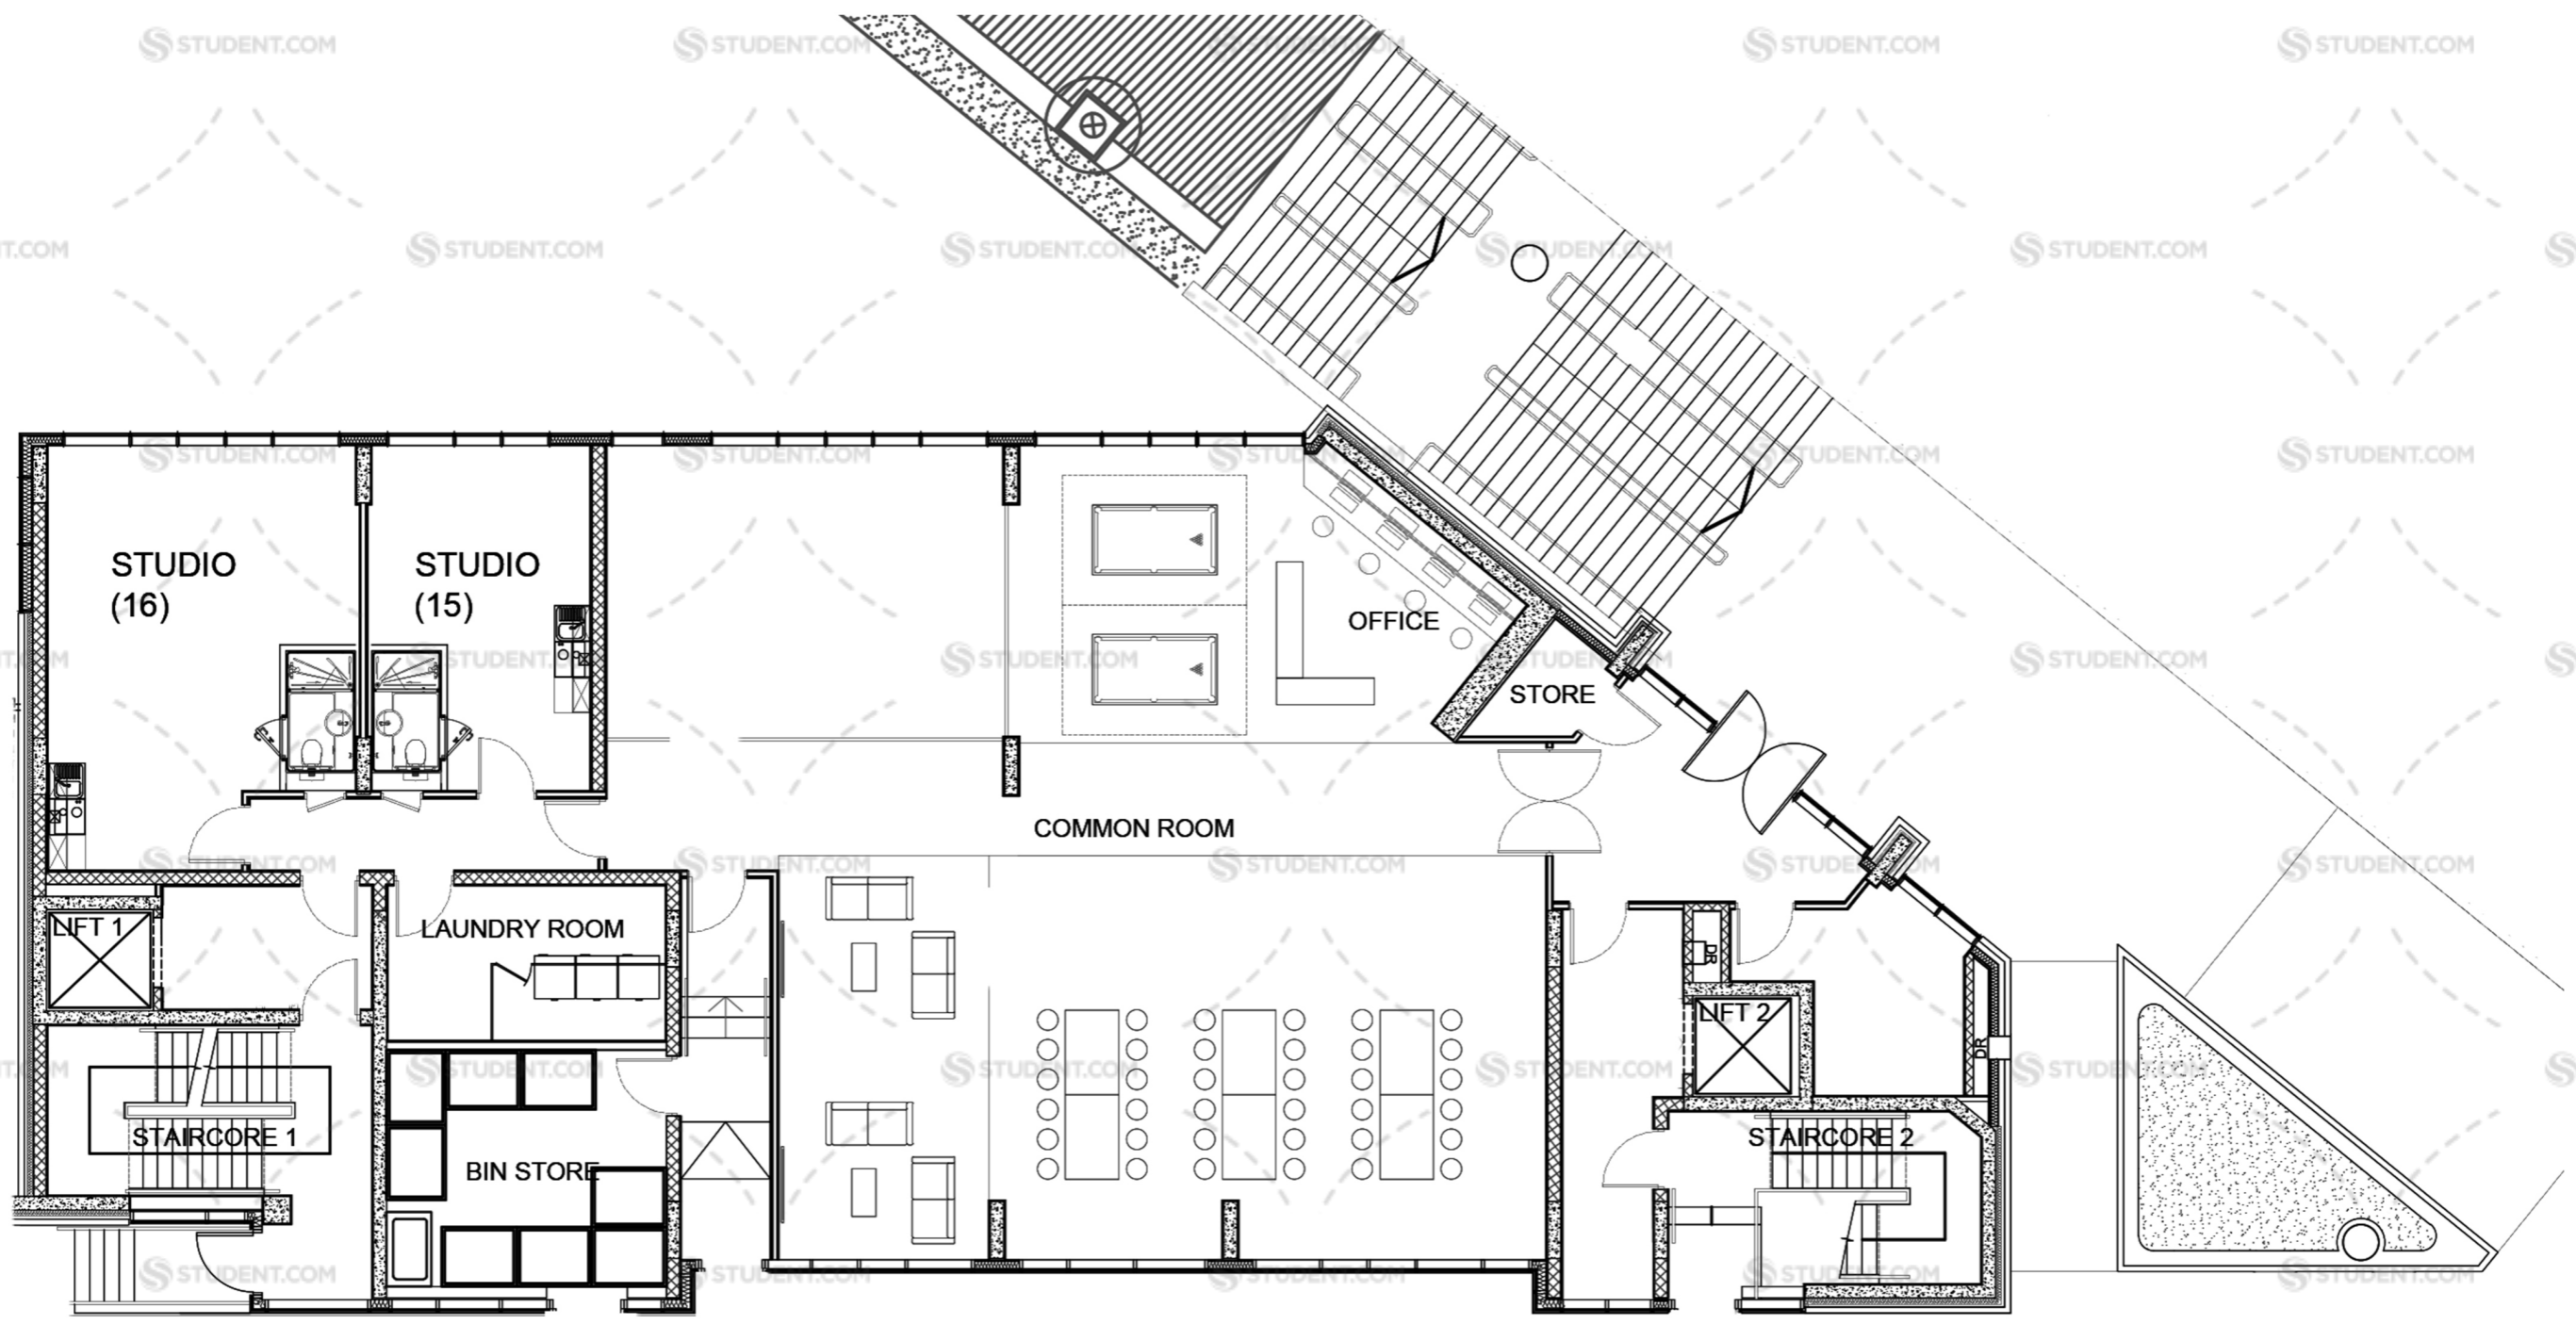 STUDENT.COM
STUDIO
(16)
STUDIO
(15)
OFFICE
STORE
COMMON ROOM
LIFT 1
LAUNDRY ROOM
DR
LIFT 2
DR
STAIRCORE 1
BIN STORE
STAIRCORE 2